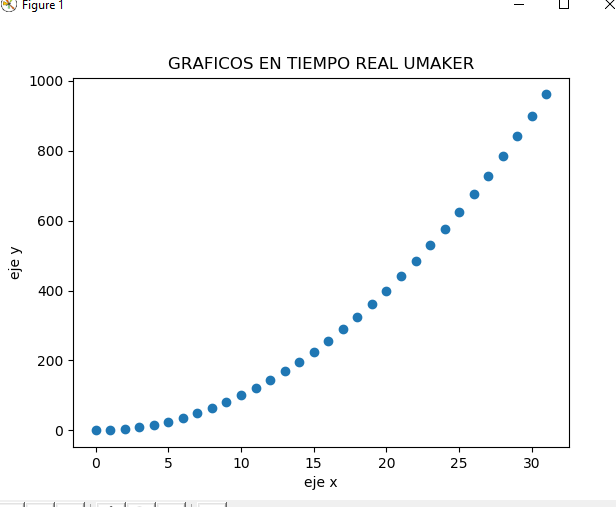 Figure 1
GRAFICOS EN TIEMPO REAL UMAKER
1000
800
600
400
200
0
eje y
0 5 10 15 20 25 30
eje x